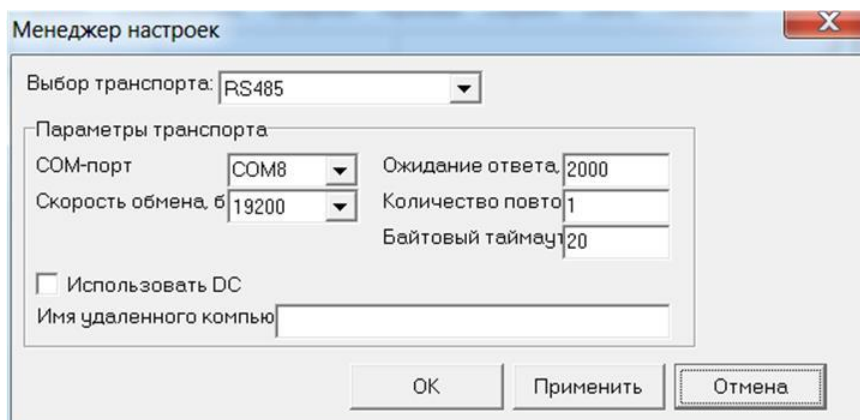 Менеджер настроек
Выбор транспорта: RS485
Параметры транспорта
COM-порт COM8 Ожидание ответа, 2000
Скорость обмена, б 19200 Количество повто 1
Байтовый таймаут 20
Использовать DC
Имя удаленного компью
OK Применить Отмена